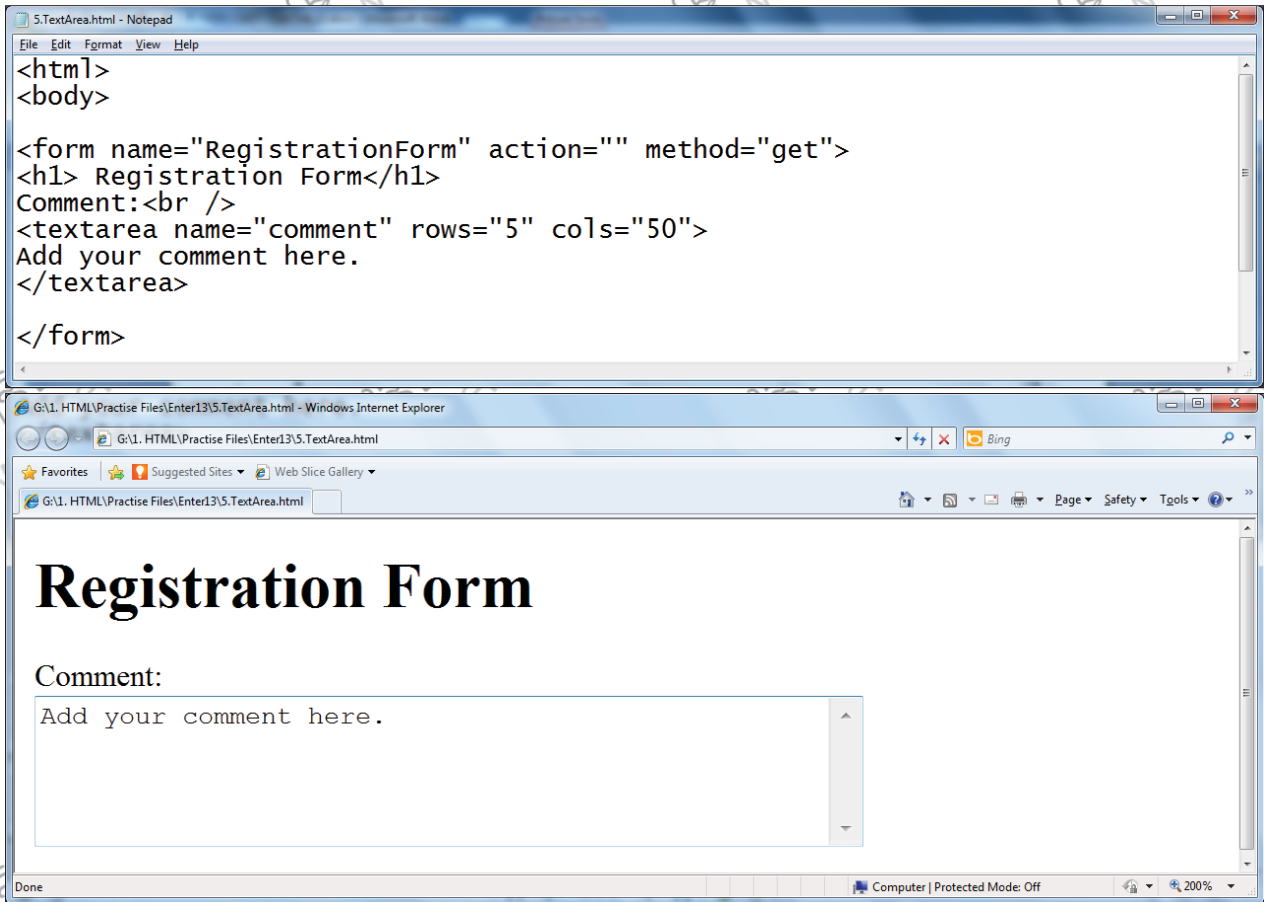 5.TextArea.html - Notepad
File Edit Format View Help
<html>
<body>
<form name="RegistrationForm" action="" method="get">
<h1> Registration Form</h1>
Comment:<br />
<textarea name="comment" rows="5" cols="50">
Add your comment here.
</textarea>
</form>
G:\1. HTML\Practise Files\Enter13\5.TextArea.html - Windows Internet Explorer
G:\1. HTML\Practise Files\Enter13\5.TextArea.html
Bing
Favorites Suggested Sites Web Slice Gallery
G:\1. HTML\Practise Files\Enter13\5.TextArea.html
Page Safety Tools
Registration Form
Comment:
Add your comment here.
Done
Computer | Protected Mode: Off
200%